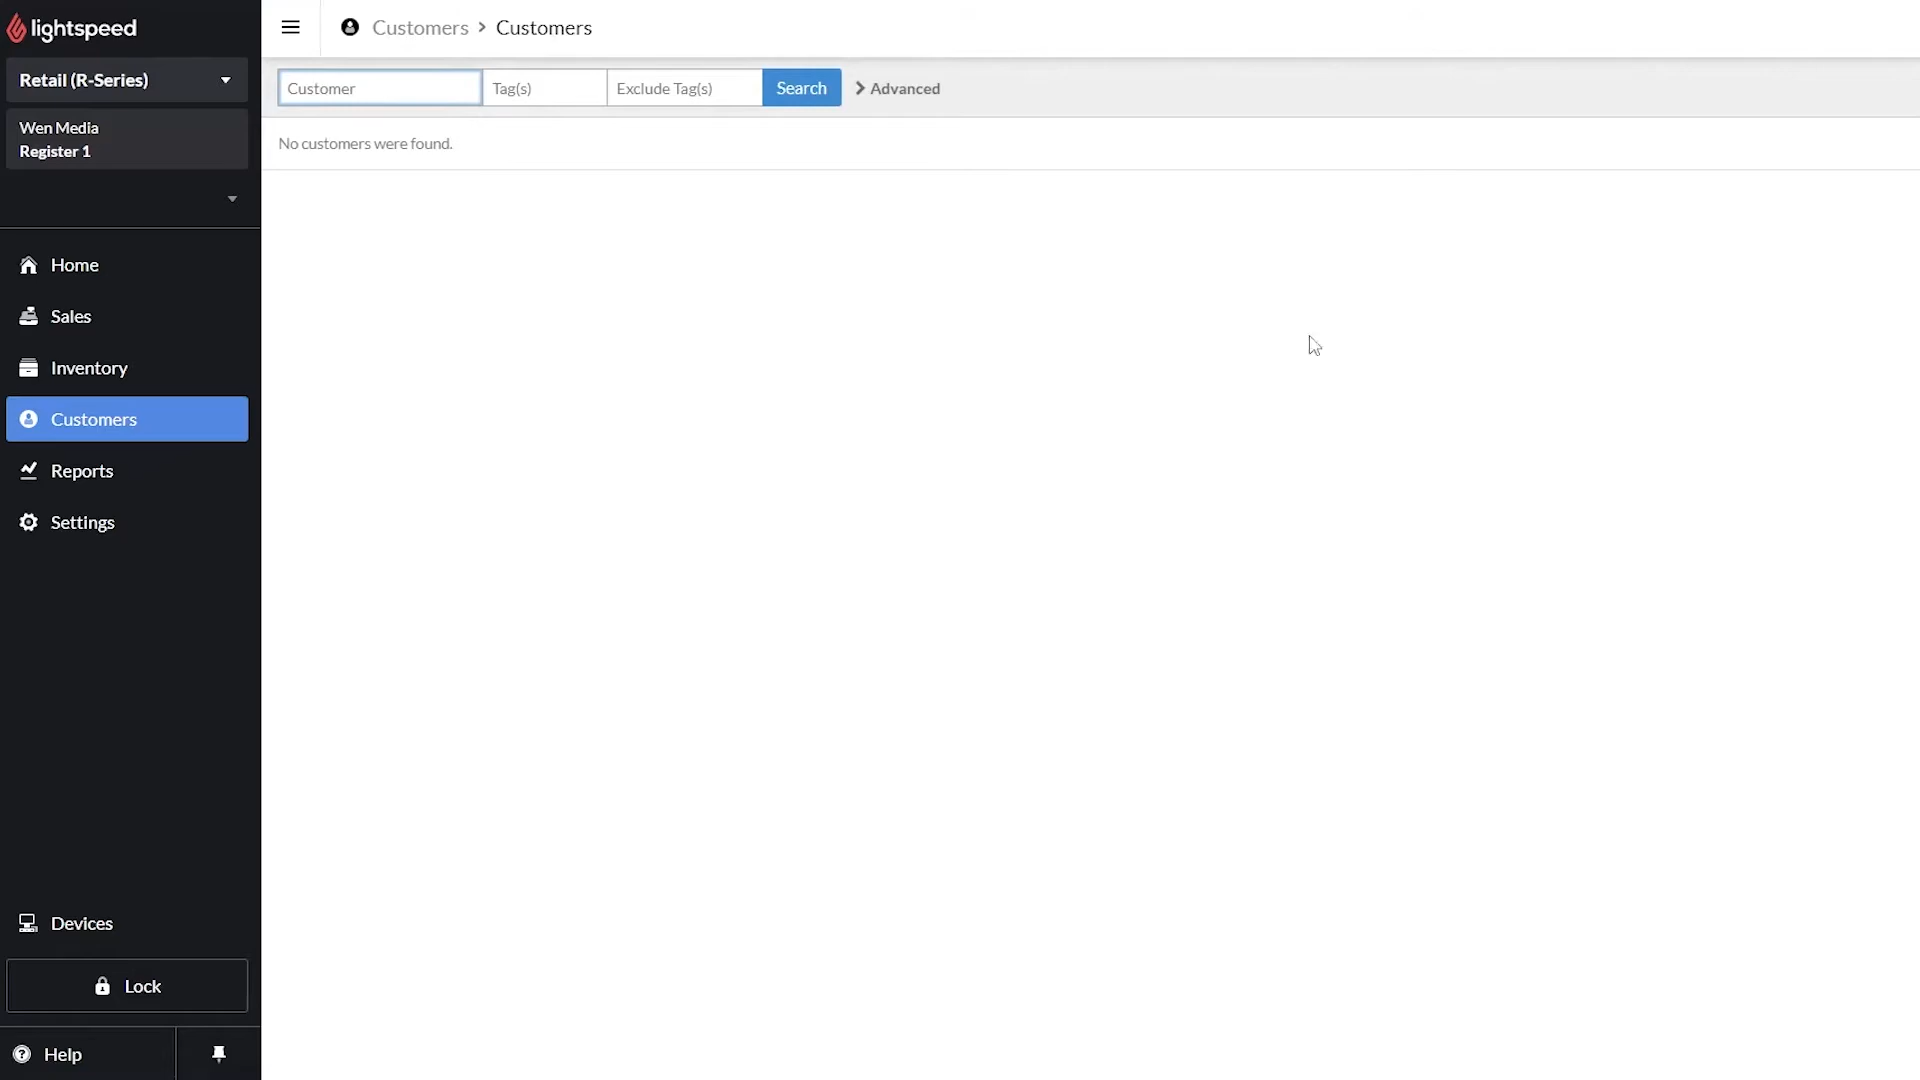 lightspeed
Retail (R-Series)
Wen Media
Register 1
Home
Sales
Inventory
Customers
Reports
Settings
Devices
Lock
Help
Customers > Customers
Customer
Tag(s)
Exclude Tag(s)
Search
Advanced
No customers were found.